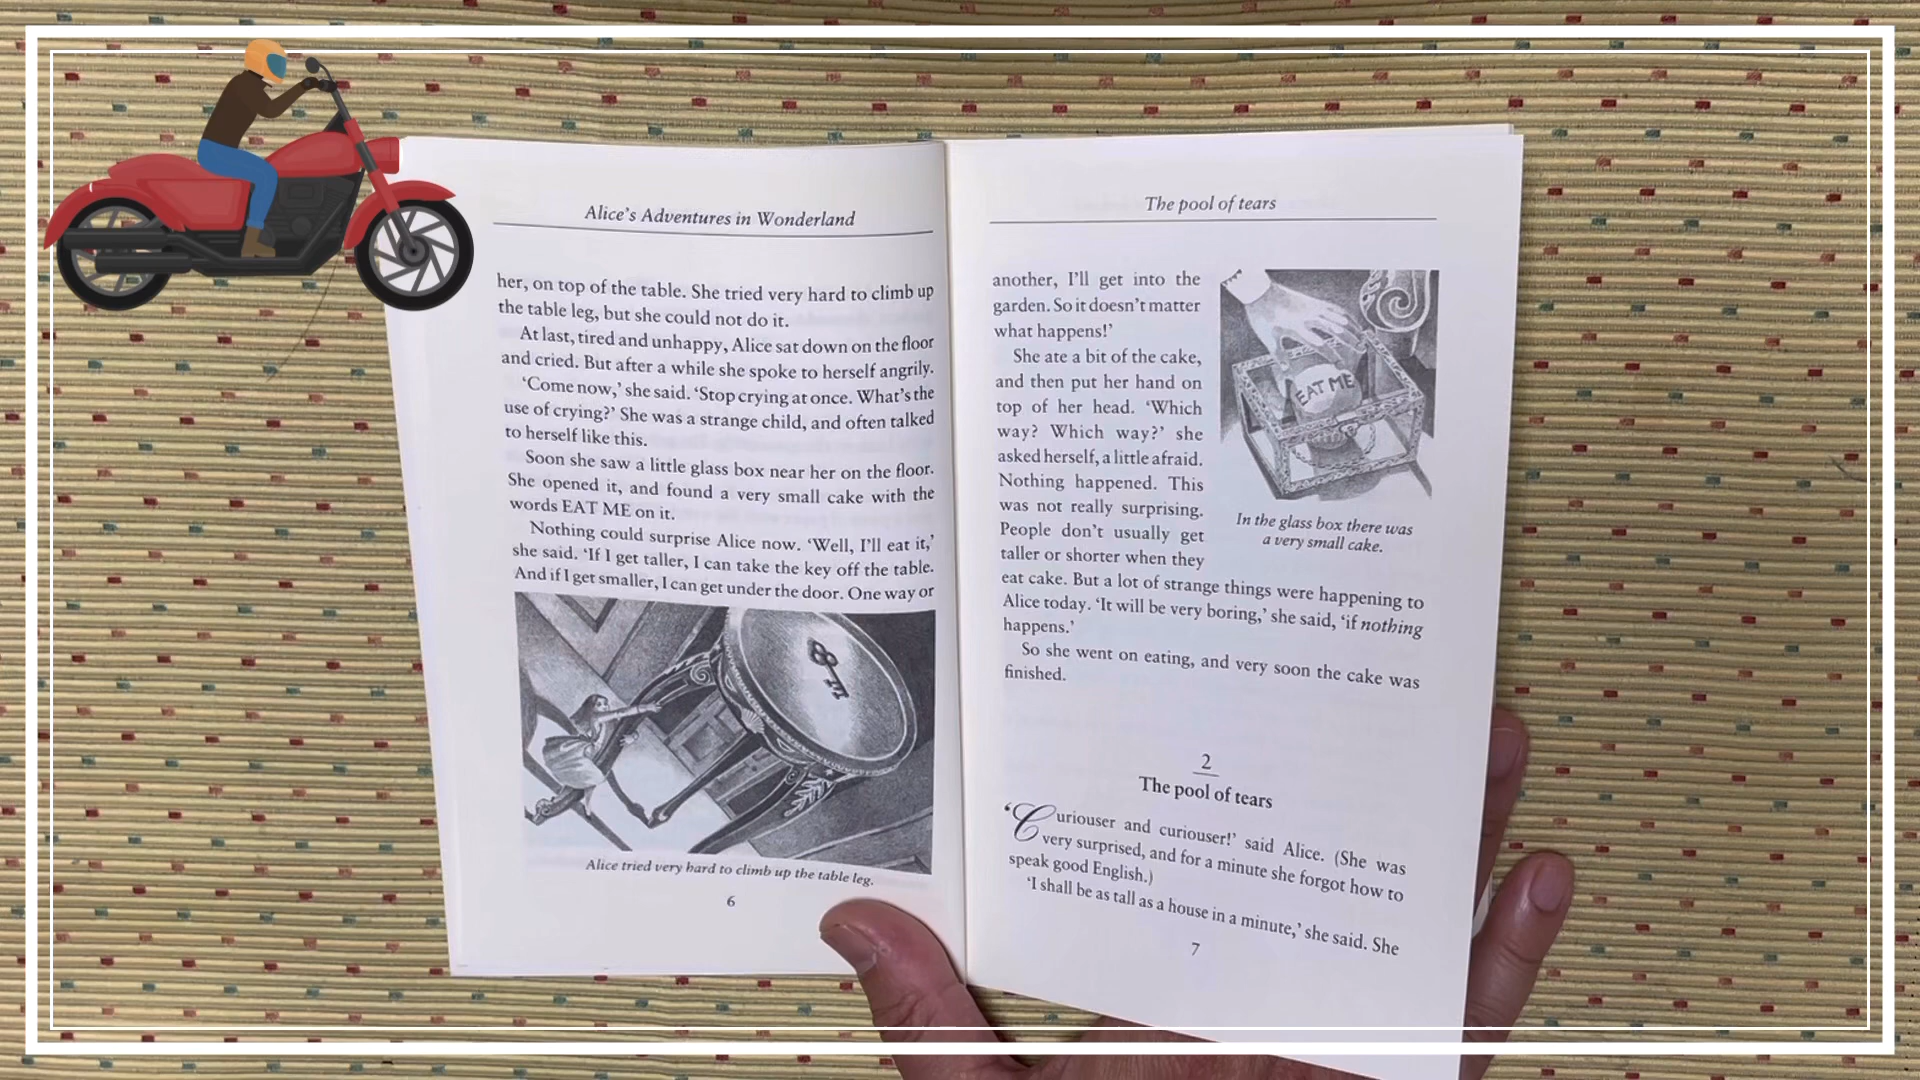 Alice's Adventures in Wonderland
her, on top of the table. She tried very hard to climb up
the table leg, but she could not do it.
At last, tired and unhappy, Alice sat down on the floor
and cried. But after a while she spoke to herself angrily.
'Come now,' she said. 'Stop crying at once. What's the
use of crying?' She was a strange child, and often talked
to herself like this.
Soon she saw a little glass box near her on the floor.
She opened it, and found a very small cake with the
words EAT ME on it.
Nothing could surprise Alice now. 'Well, I'll eat it,'
she said. 'If I get taller, I can take the key off the table.
And if I get smaller, I can get under the door. One way or
Alice tried very hard to climb up the table leg.
6
The pool of tears
another, I'll get into the
garden. So it doesn't matter
what happens!'
She ate a bit of the cake,
and then put her hand on
top of her head. 'Which
way? Which way?' she
asked herself, a little afraid.
Nothing happened. This
was not really surprising.
People don't usually get
taller or shorter when they
eat cake. But a lot of strange things were happening to
Alice today. 'It will be very boring,' she said, 'if nothing
happens.'
So she went on eating, and very soon the cake was
finished.
EAT ME
In the glass box there was
a very small cake.
2
The pool of tears
'Curiouser and curiouser!' said Alice. (She was
very surprised, and for a minute she forgot how to
speak good English.)
'I shall be as tall as a house in a minute,' she said. She
7